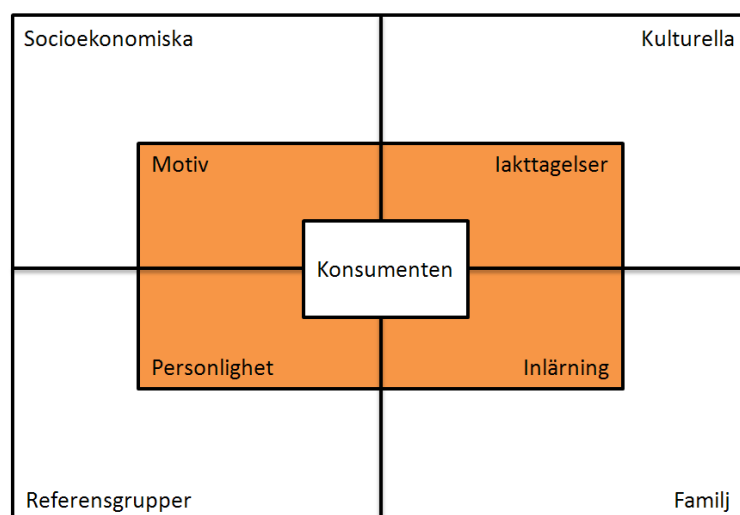 Socioekonomiska
Kulturella
Motiv
Iakttagelser
Konsumenten
Personlighet
Inlärning
Referensgrupper
Familj